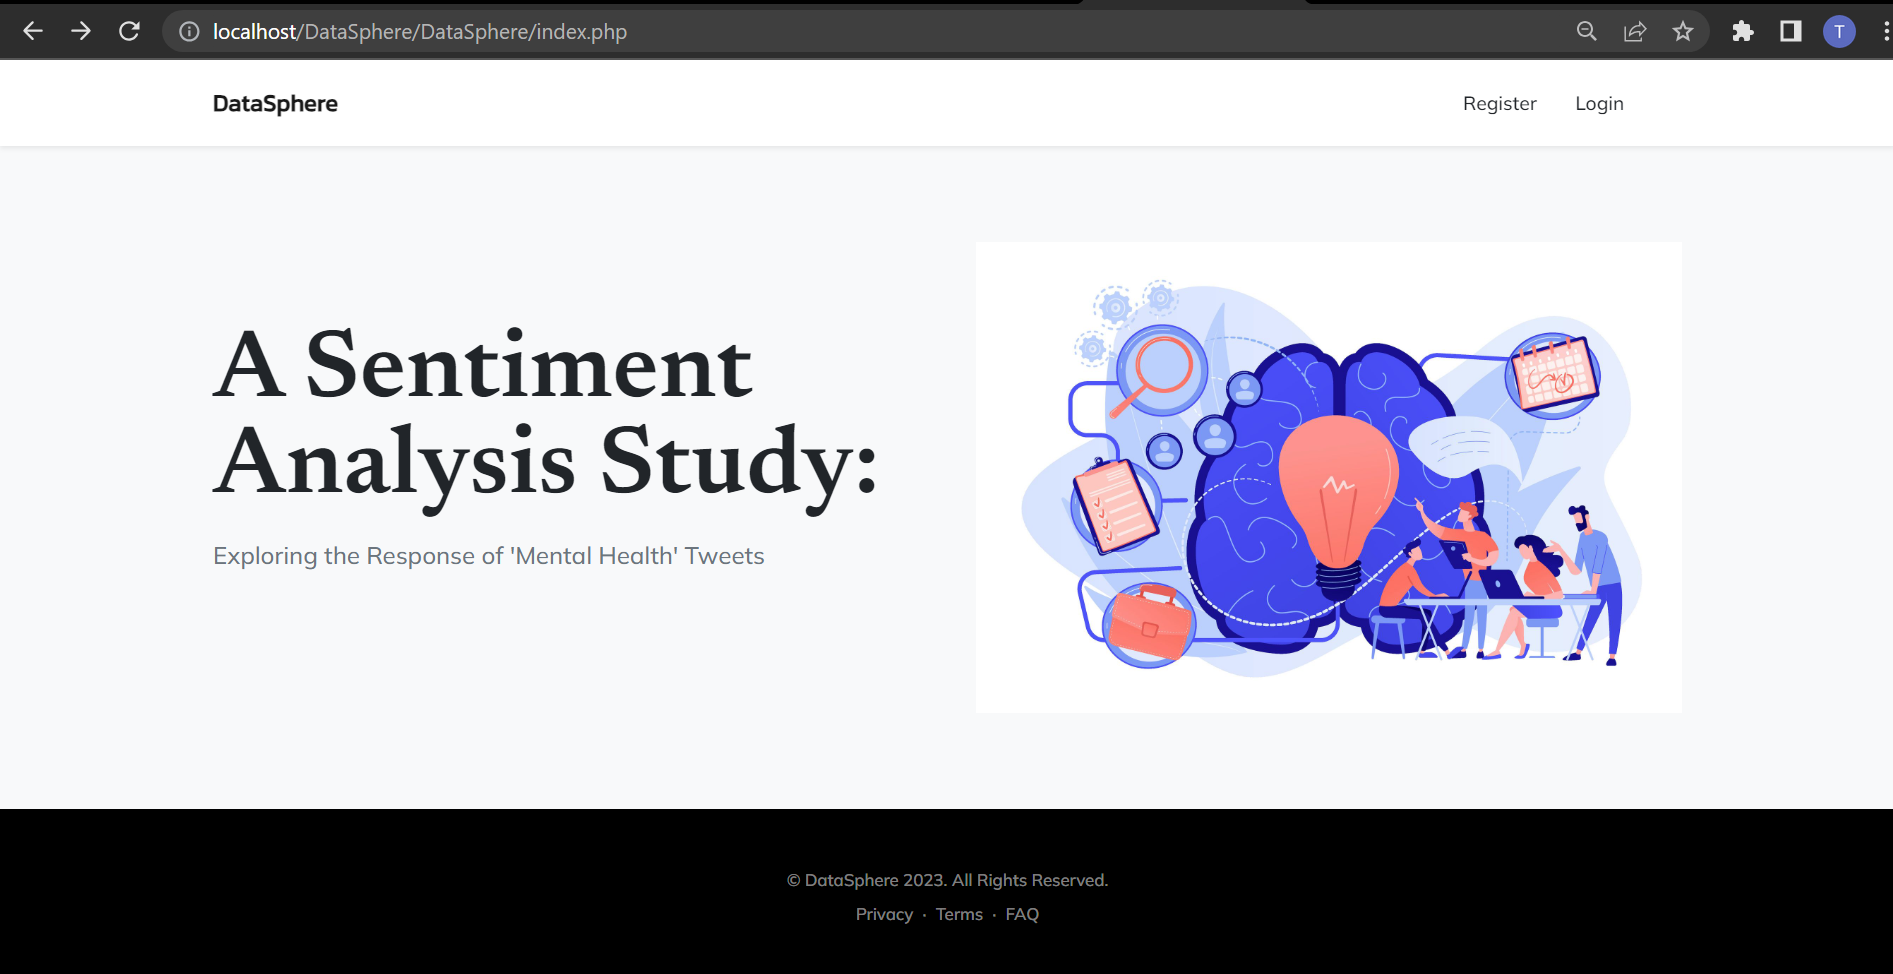 localhost/DataSphere/DataSphere/index.php
T
DataSphere
Register Login
A Sentiment
Analysis Study:
Exploring the Response of 'Mental Health' Tweets
© DataSphere 2023. All Rights Reserved.
Privacy · Terms · FAQ